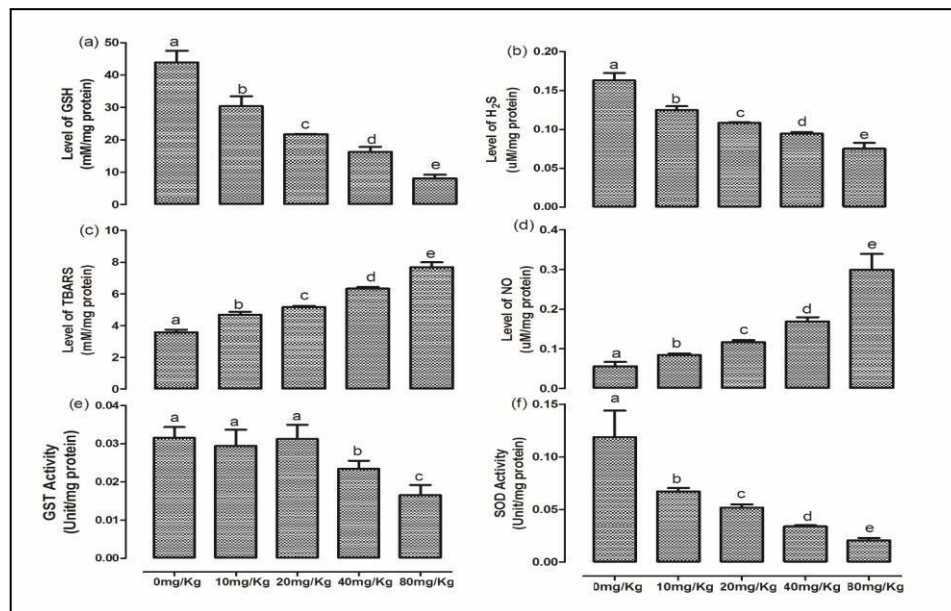 (a)
50
40
30
20
10
0
Level of GSH
(mM/mg protein)
a
b
c
d
e
(b)
0.20
0.15
0.10
0.05
0.00
Level of H₂S
(uM/mg protein)
a
b
c
d
e
(c)
8
6
4
2
0
Level of TBARS
(mM/mg protein)
a
b
c
d
e
(d)
0.4
0.3
0.2
0.1
0.0
Level of NO
(uM/mg protein)
a
b
c
d
e
(e)
0.04
0.03
0.02
0.01
0.00
GST Activity
(Unit/mg protein)
a
a
a
b
c
0mg/Kg 10mg/Kg 20mg/Kg 40mg/Kg 80mg/Kg
(f)
0.15
0.10
0.05
0.00
SOD Activity
(Unit/mg protein)
a
b
c
d
e
0mg/Kg 10mg/Kg 20mg/Kg 40mg/Kg 80mg/Kg